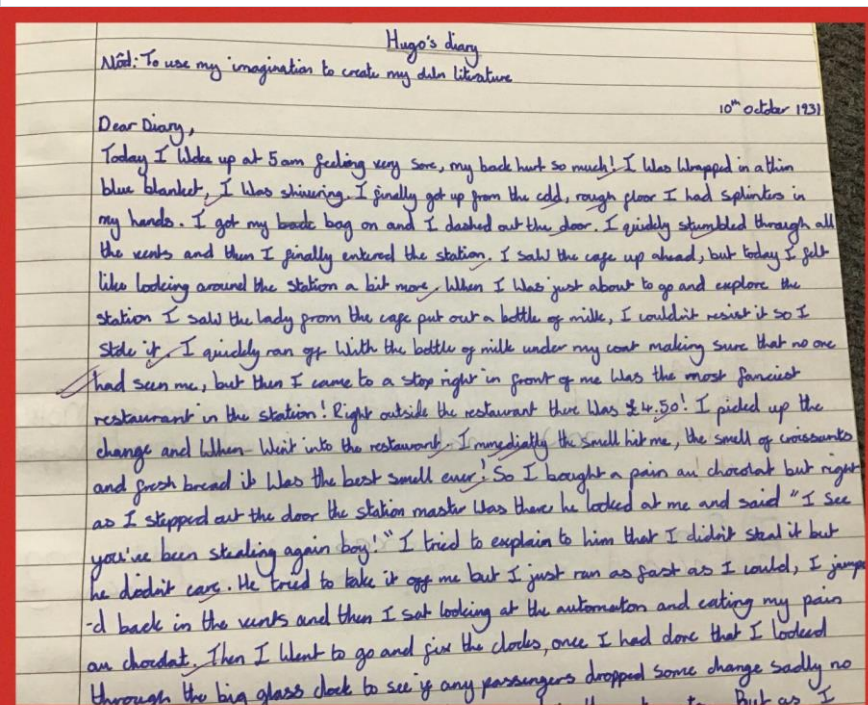 Hugo's diary
Nôd: To use my imagination to create my own literature
10th October 1931
Dear Diary,
Today I woke up at 5am feeling very sore, my back hurt so much! I was wrapped in a thin
blue blanket, I was shivering. I finally got up from the cold, rough floor I had splinters in
my hands. I got my back bag on and I dashed out the door. I quickly stumbled through all
the vents and then I finally entered the station. I saw the cafe up ahead, but today I felt
like looking around the station a bit more. When I was just about to go and explore the
station I saw the lady from the cafe put out a bottle of milk, I couldn't resist it so I
stole it. I quickly ran off with the bottle of milk under my coat making sure that no one
had seen me, but then I came to a stop right in front of me was the most fanciest
restaurant in the station! Right outside the restaurant there was £4.50! I picked up the
change and when went into the restaurant. Immediatly the smell hit me, the smell of croissants
and fresh bread it was the best smell ever! So I bought a pain au chocolat but right
as I stepped out the door the station master was there he looked at me and said "I see
you've been stealing again boy!" I tried to explain to him that I didn't steal it but
he didn't care. He tried to take it off me but I just ran as fast as I could, I jumpe
-d back in the vents and then I sat looking at the automaton and eating my pain
au chocolat. Then I went to go and fix the clocks, once I had done that I looked
through the big glass clock to see if any passengers dropped some change sadly no
But as I